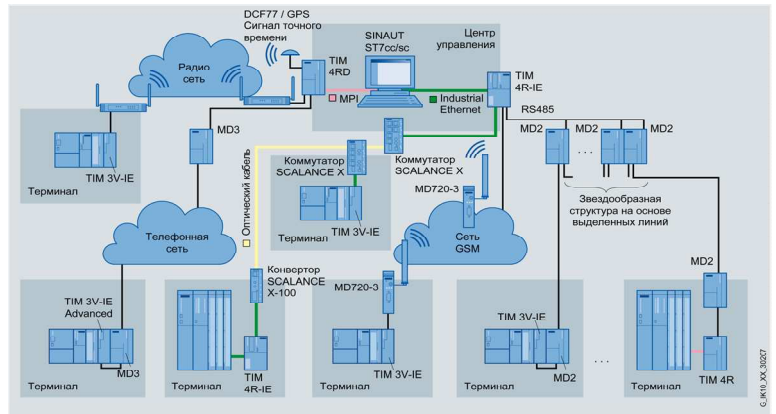 DCF77 / GPS
Сигнал точного
времени
SINAUT
ST7cc/sc
Центр
управления
Радио
сеть
TIM
4RD
TIM
4R-IE
MPI
Industrial
Ethernet
RS485
MD3
MD2
MD2
MD2
. . .
TIM 3V-IE
Терминал
Оптический кабель
Коммутатор
SCALANCE X
Коммутатор
SCALANCE X
MD720-3
Звездообразная
структура на основе
выделенных линий
TIM 3V-IE
Терминал
Телефонная
сеть
Сеть
GSM
Конвертор
SCALANCE
X-100
MD720-3
MD2
TIM 3V-IE
Advanced
TIM 3V-IE
MD3
Терминал
TIM
4R-IE
Терминал
TIM 3V-IE
Терминал
MD2
Терминал
. . .
TIM 4R
Терминал
G_IK10_XX_30207